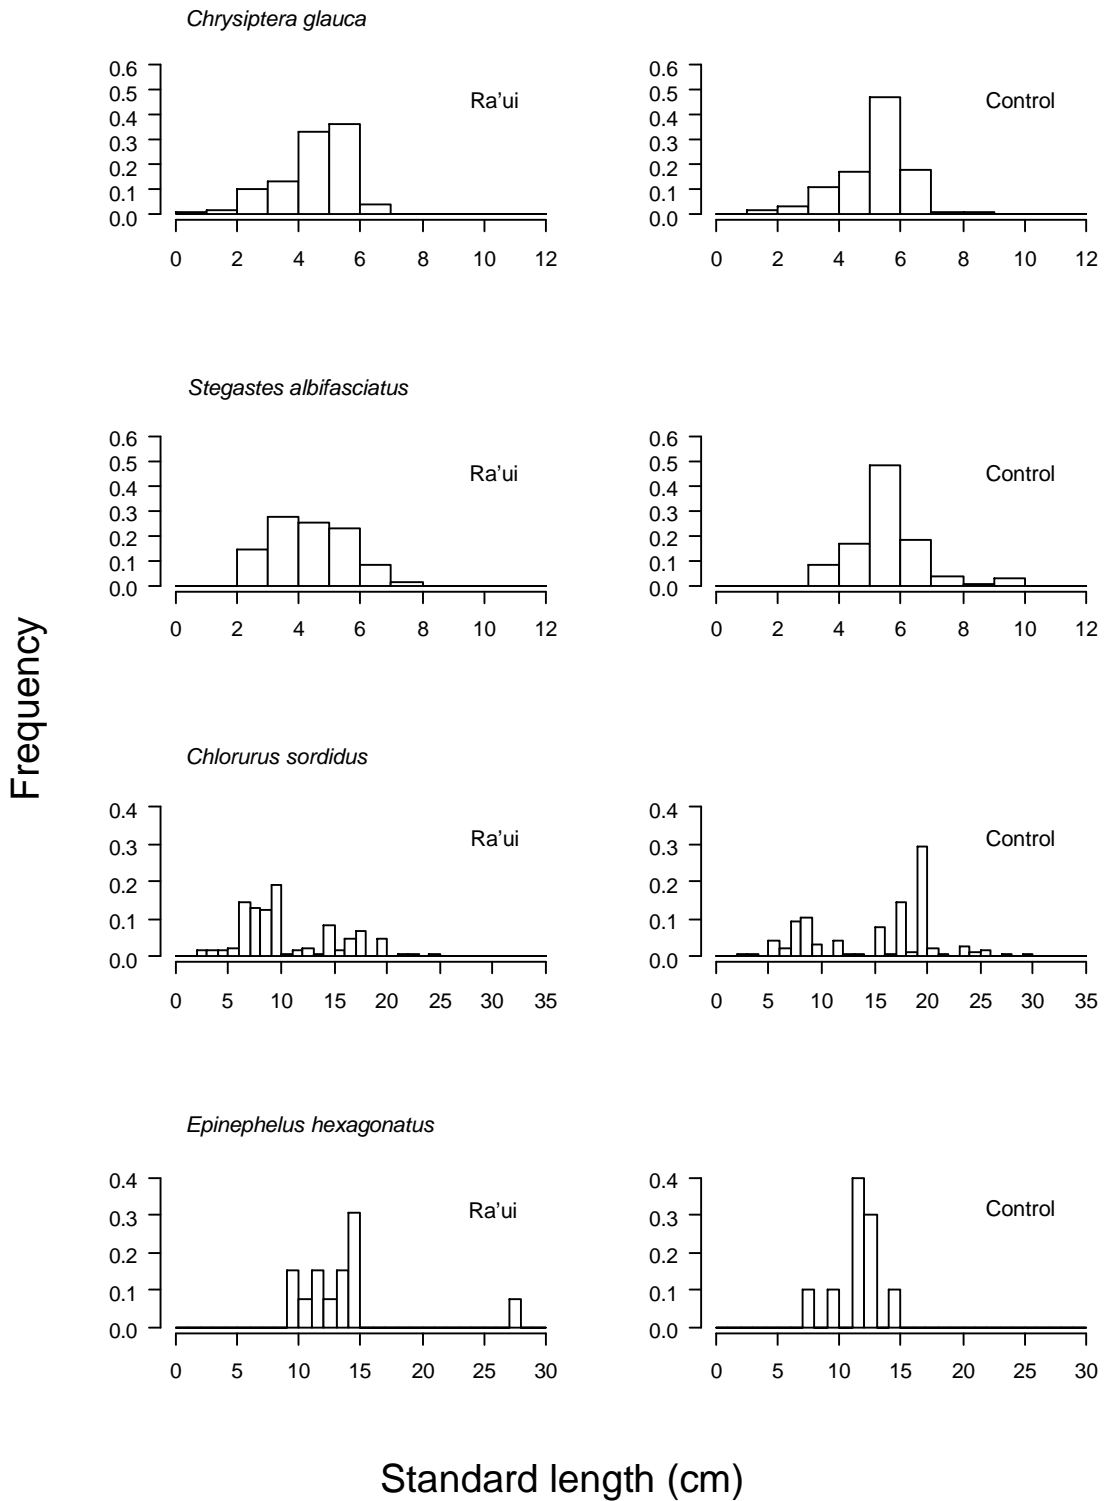 Chrysiptera glauca
0.6 0.5 0.4 0.3 0.2 0.1 0.0
Ra’ui
0 2 4 6 8 10 12
0.6 0.5 0.4 0.3 0.2 0.1 0.0
Control
0 2 4 6 8 10 12
Stegastes albifasciatus
0.6 0.5 0.4 0.3 0.2 0.1 0.0
Ra’ui
0 2 4 6 8 10 12
0.6 0.5 0.4 0.3 0.2 0.1 0.0
Control
0 2 4 6 8 10 12
Frequency
Chlorurus sordidus
0.4 0.3 0.2 0.1 0.0
Ra’ui
0 5 10 15 20 25 30 35
0.4 0.3 0.2 0.1 0.0
Control
0 5 10 15 20 25 30 35
Epinephelus hexagonatus
0.4 0.3 0.2 0.1 0.0
Ra’ui
0 5 10 15 20 25 30
0.4 0.3 0.2 0.1 0.0
Control
0 5 10 15 20 25 30
Standard length (cm)